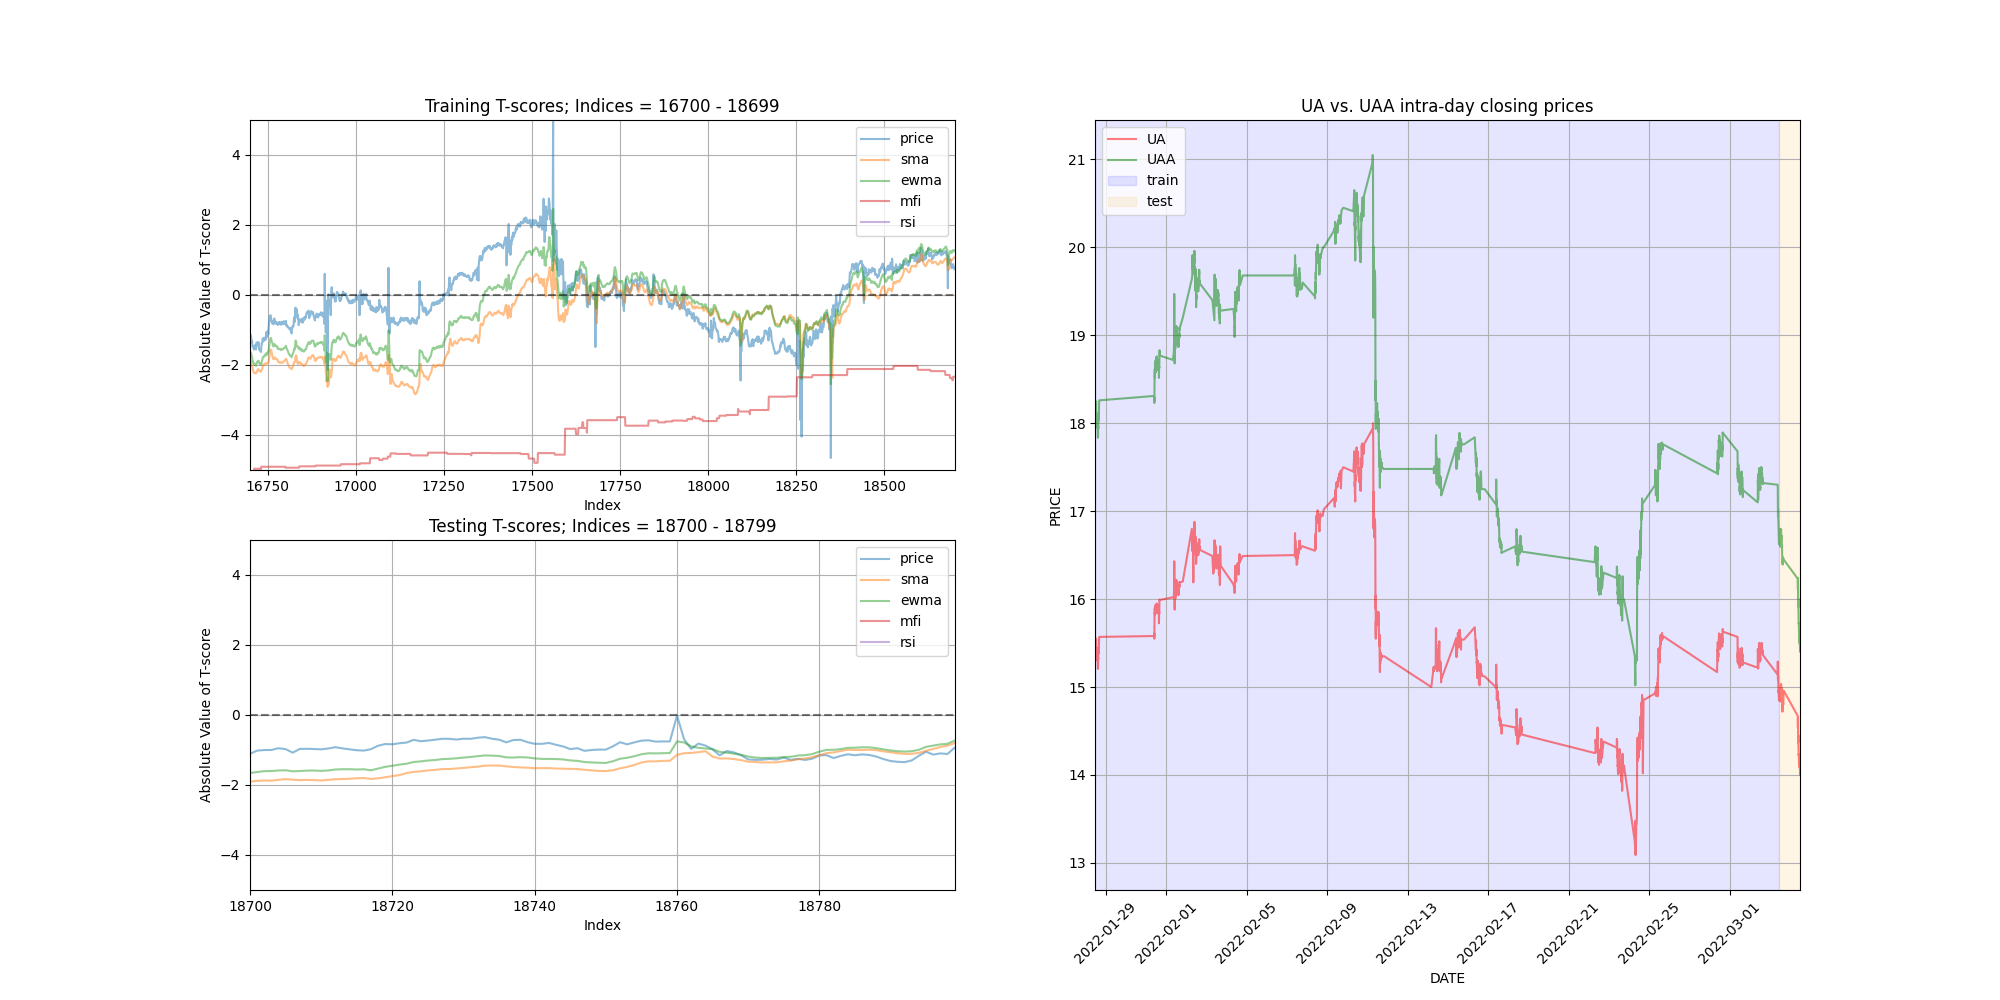 Training T-scores; Indices = 16700 - 18699
Absolute Value of T-score
4
2
0
−2
−4
price
sma
ewma
mfi
rsi
16750 17000 17250 17500 17750 18000 18250 18500
Index
Testing T-scores; Indices = 18700 - 18799
Absolute Value of T-score
4
2
0
−2
−4
price
sma
ewma
mfi
rsi
18700 18720 18740 18760 18780
Index
UA vs. UAA intra-day closing prices
PRICE
21
20
19
18
17
16
15
14
13
UA
UAA
train
test
2022-01-29 2022-02-01 2022-02-05 2022-02-09 2022-02-13 2022-02-17 2022-02-21 2022-02-25 2022-03-01
DATE